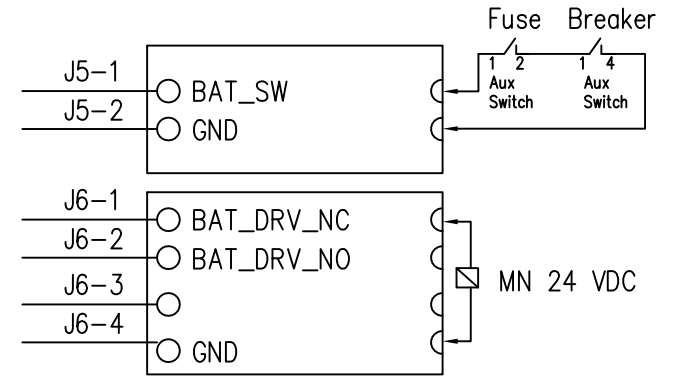 Fuse Breaker
1 2 1 4
Aux Aux
Switch Switch
J5-1
BAT_SW
J5-2
GND
J6-1
BAT_DRV_NC
J6-2
BAT_DRV_NO
J6-3
MN 24 VDC
J6-4
GND